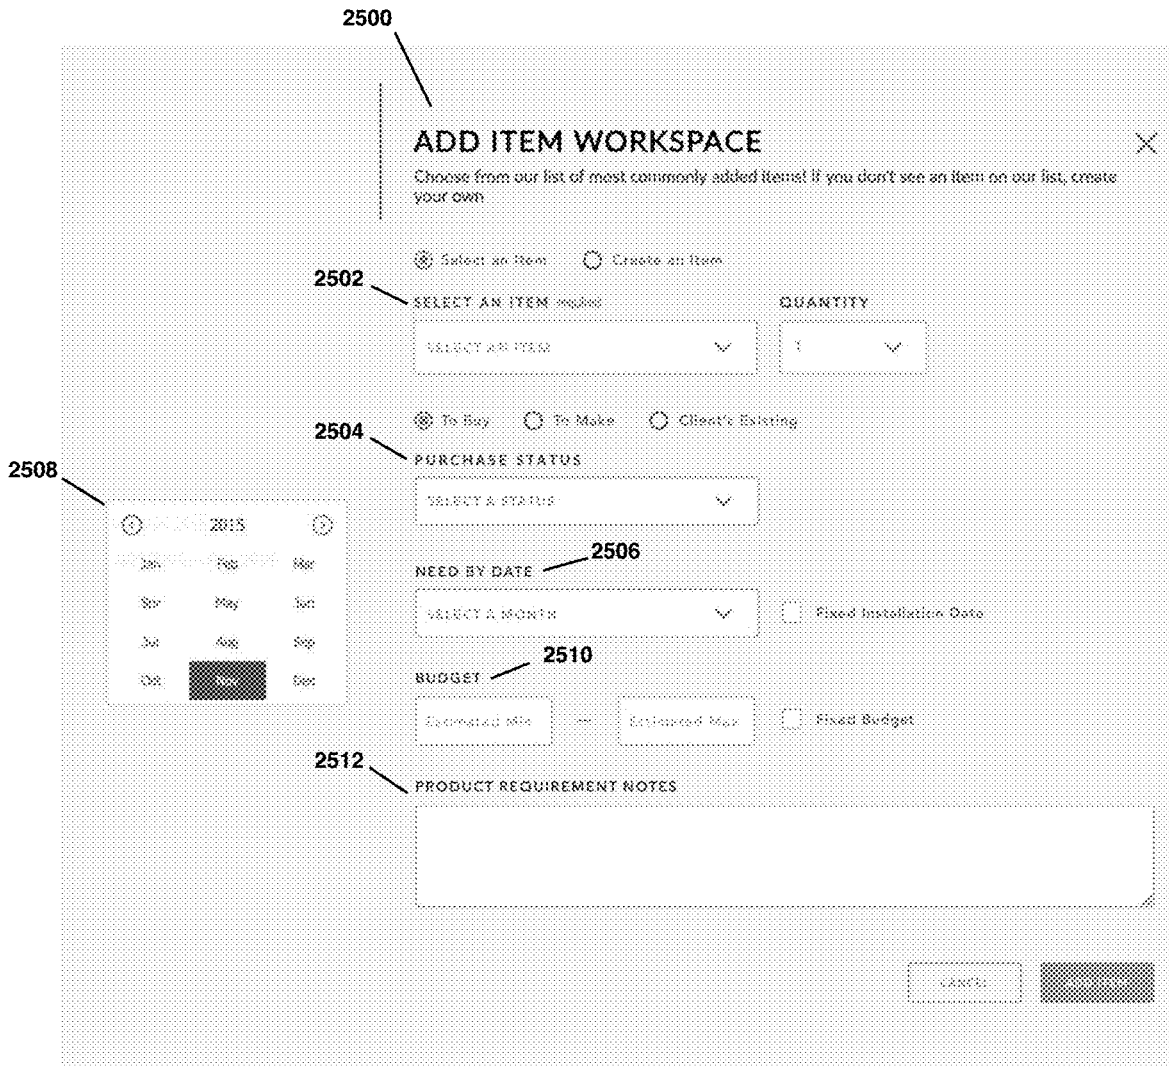 2500
ADD ITEM WORKSPACE
Choose from our list of most commonly added items! If you don't see an item on our list, create
your own
Select an Item Create an Item
2502
SELECT AN ITEM required QUANTITY
SELECT AN ITEM 1
To Buy To Make Client's Existing
2504
PURCHASE STATUS
SELECT A STATUS
2508
2015
Jan Feb Mar
Apr May Jun
Jul Aug Sep
Oct Nov Dec
2506
NEED BY DATE
SELECT A MONTH Fixed Installation Date
2510
BUDGET
Estimated Min — Estimated Max Fixed Budget
2512
PRODUCT REQUIREMENT NOTES
CANCEL